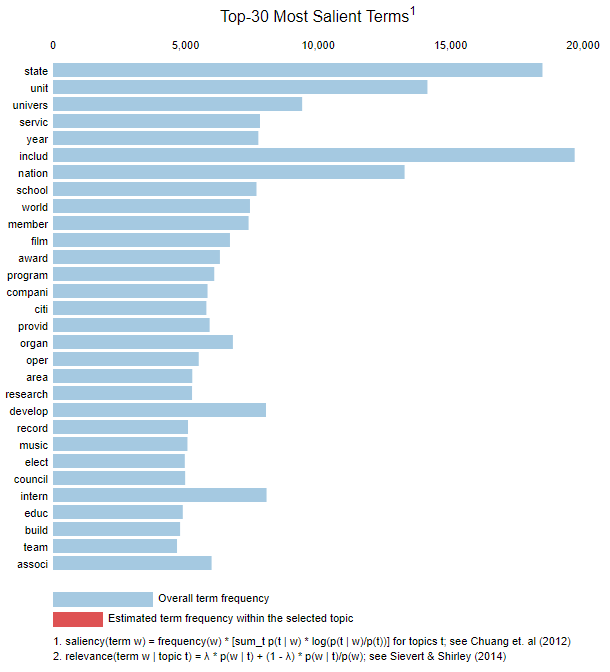 Top-30 Most Salient Terms1
0 5,000 10,000 15,000 20,000
state
unit
univers
servic
year
includ
nation
school
world
member
film
award
program
compani
citi
provid
organ
oper
area
research
develop
record
music
elect
council
intern
educ
build
team
associ
Overall term frequency
Estimated term frequency within the selected topic
1. saliency(term w) = frequency(w) * [sum_t p(t | w) * log(p(t | w)/p(t))] for topics t; see Chuang et. al (2012)
2. relevance(term w | topic t) = λ * p(w | t) + (1 - λ) * p(w | t)/p(w); see Sievert & Shirley (2014)